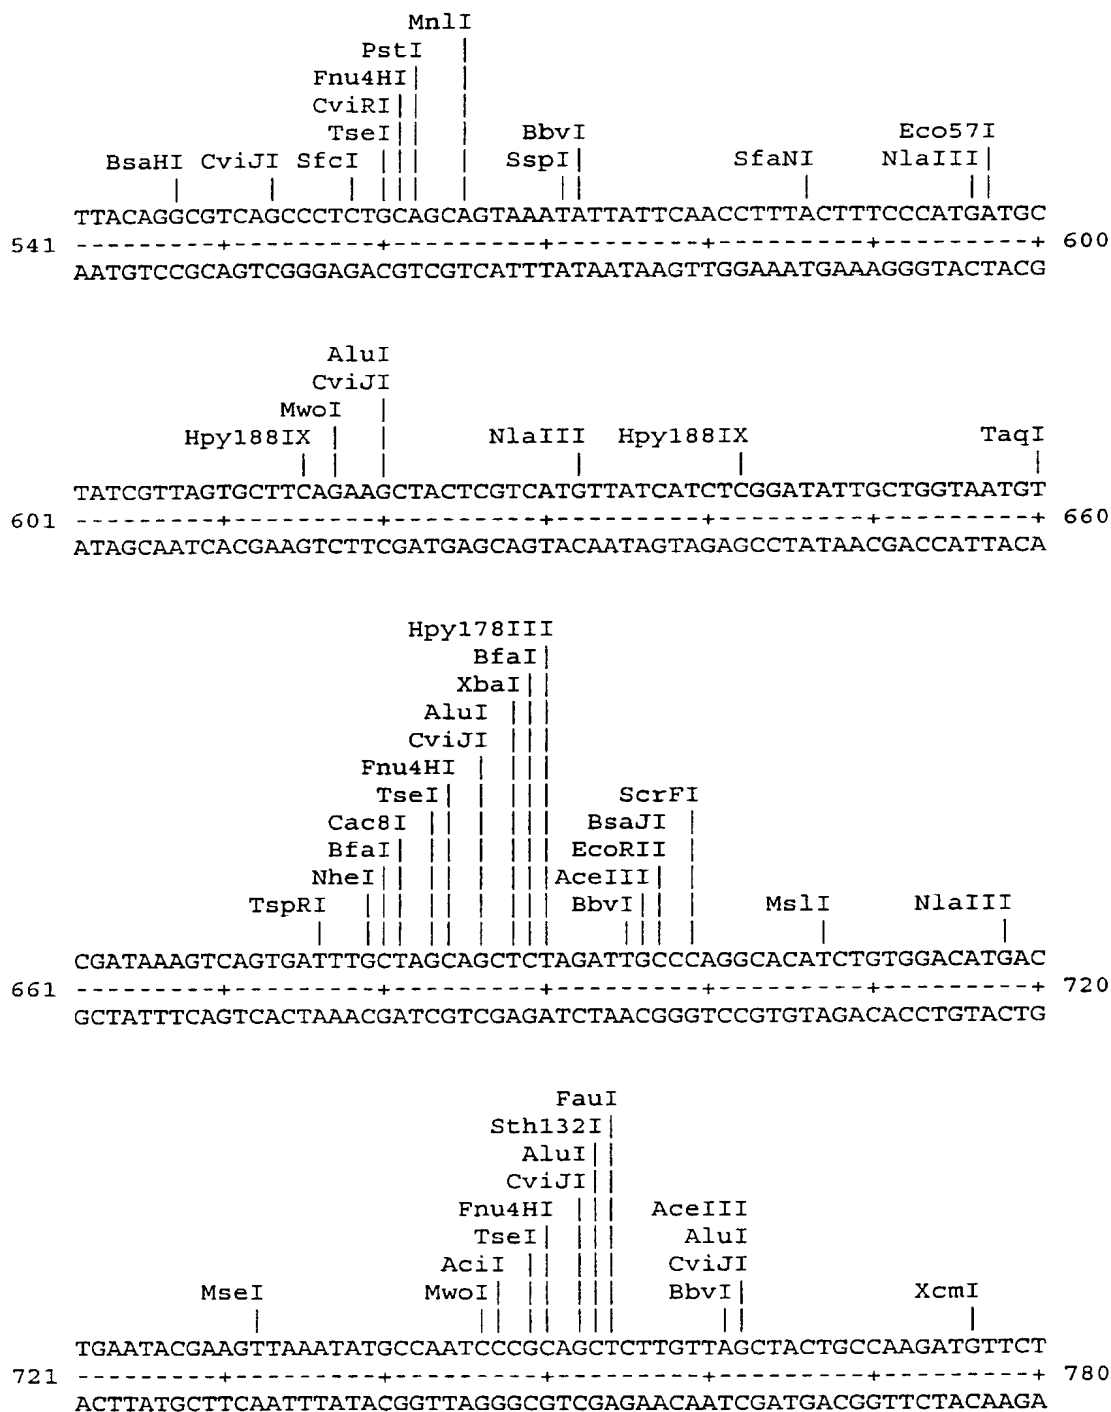 MnlI
PstI
Fnu4HI
CviRI
TseI BbvI Eco57I
BsaHI CviJI SfcI SspI SfaNI NlaIII
TTACAGGCGTCAGCCCTCTGCAGCAGTAAATATTATTCAACCTTTACTTTCCCATGATGC
541 ---------+---------+---------+---------+---------+---------+ 600
AATGTCCGCAGTCGGGAGACGTCGTCATTTATAATAAGTTGGAAATGAAAGGGTACTACG
AluI
CviJI
MwoI
Hpy188IX NlaIII Hpy188IX TaqI
TATCGTTAGTGCTTCAGAAGCTACTCGTCATGTTATCATCTCGGATATTGCTGGTAATGT
601 ---------+---------+---------+---------+---------+---------+ 660
ATAGCAATCACGAAGTCTTCGATGAGCAGTACAATAGTAGAGCCTATAACGACCATTACA
Hpy178III
BfaI
XbaI
AluI
CviJI
Fnu4HI
TseI ScrFI
Cac8I BsaJI
BfaI EcoRII
NheI AceIII
TspRI BbvI MslI NlaIII
CGATAAAGTCAGTGATTTGCTAGCAGCTCTAGATTGCCCAGGCACATCTGTGGACATGAC
661 ---------+---------+---------+---------+---------+---------+ 720
GCTATTTCAGTCACTAAACGATCGTCGAGATCTAACGGGTCCGTGTAGACACCTGTACTG
FauI
Sth132I
AluI
CviJI
Fnu4HI AceIII
TseI AluI
AciI CviJI
MseI MwoI BbvI XcmI
TGAATACGAAGTTAAATATGCCAATCCCGCAGCTCTTGTTAGCTACTGCCAAGATGTTCT
721 ---------+---------+---------+---------+---------+---------+ 780
ACTTATGCTTCAATTTATACGGTTAGGGCGTCGAGAACAATCGATGACGGTTCTACAAGA